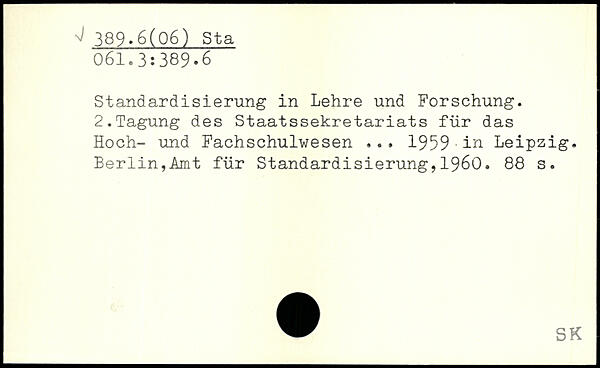 ✓ 389.6(06) Sta
061.3:389.6
Standardisierung in Lehre und Forschung.
2.Tagung des Staatssekretariats für das
Hoch- und Fachschulwesen ... 1959 in Leipzig.
Berlin,Amt für Standardisierung,1960. 88 s.
SK